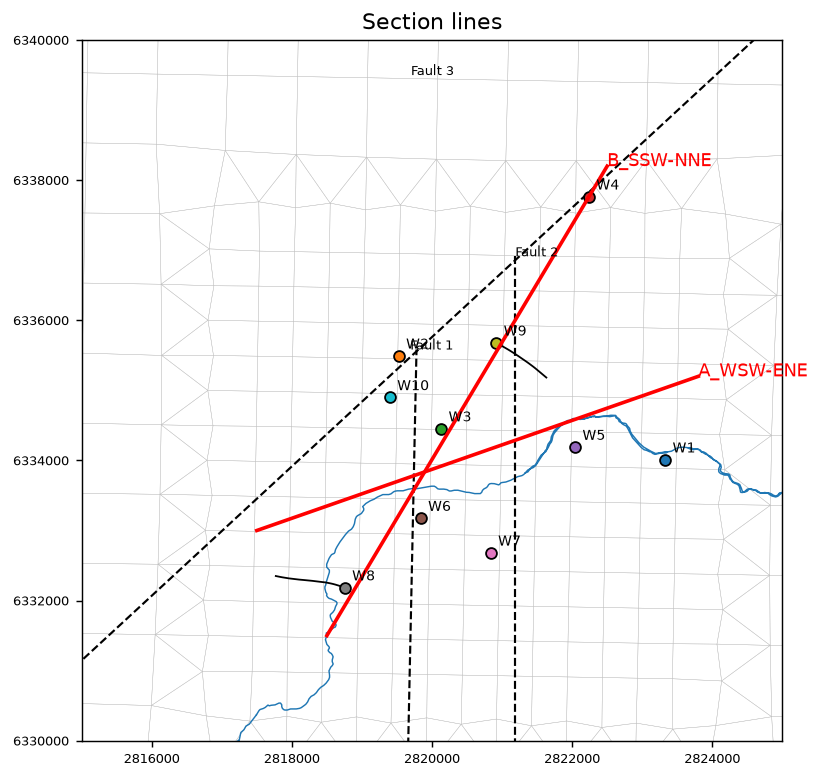 Section lines
6340000
Fault 3
B_SSW-NNE
6338000
W4
Fault 2
6336000
W9
W2
Fault 1
A_WSW-ENE
W10
W3
W5
W1
6334000
W6
W7
W8
6332000
6330000
2816000
2818000
2820000
2822000
2824000